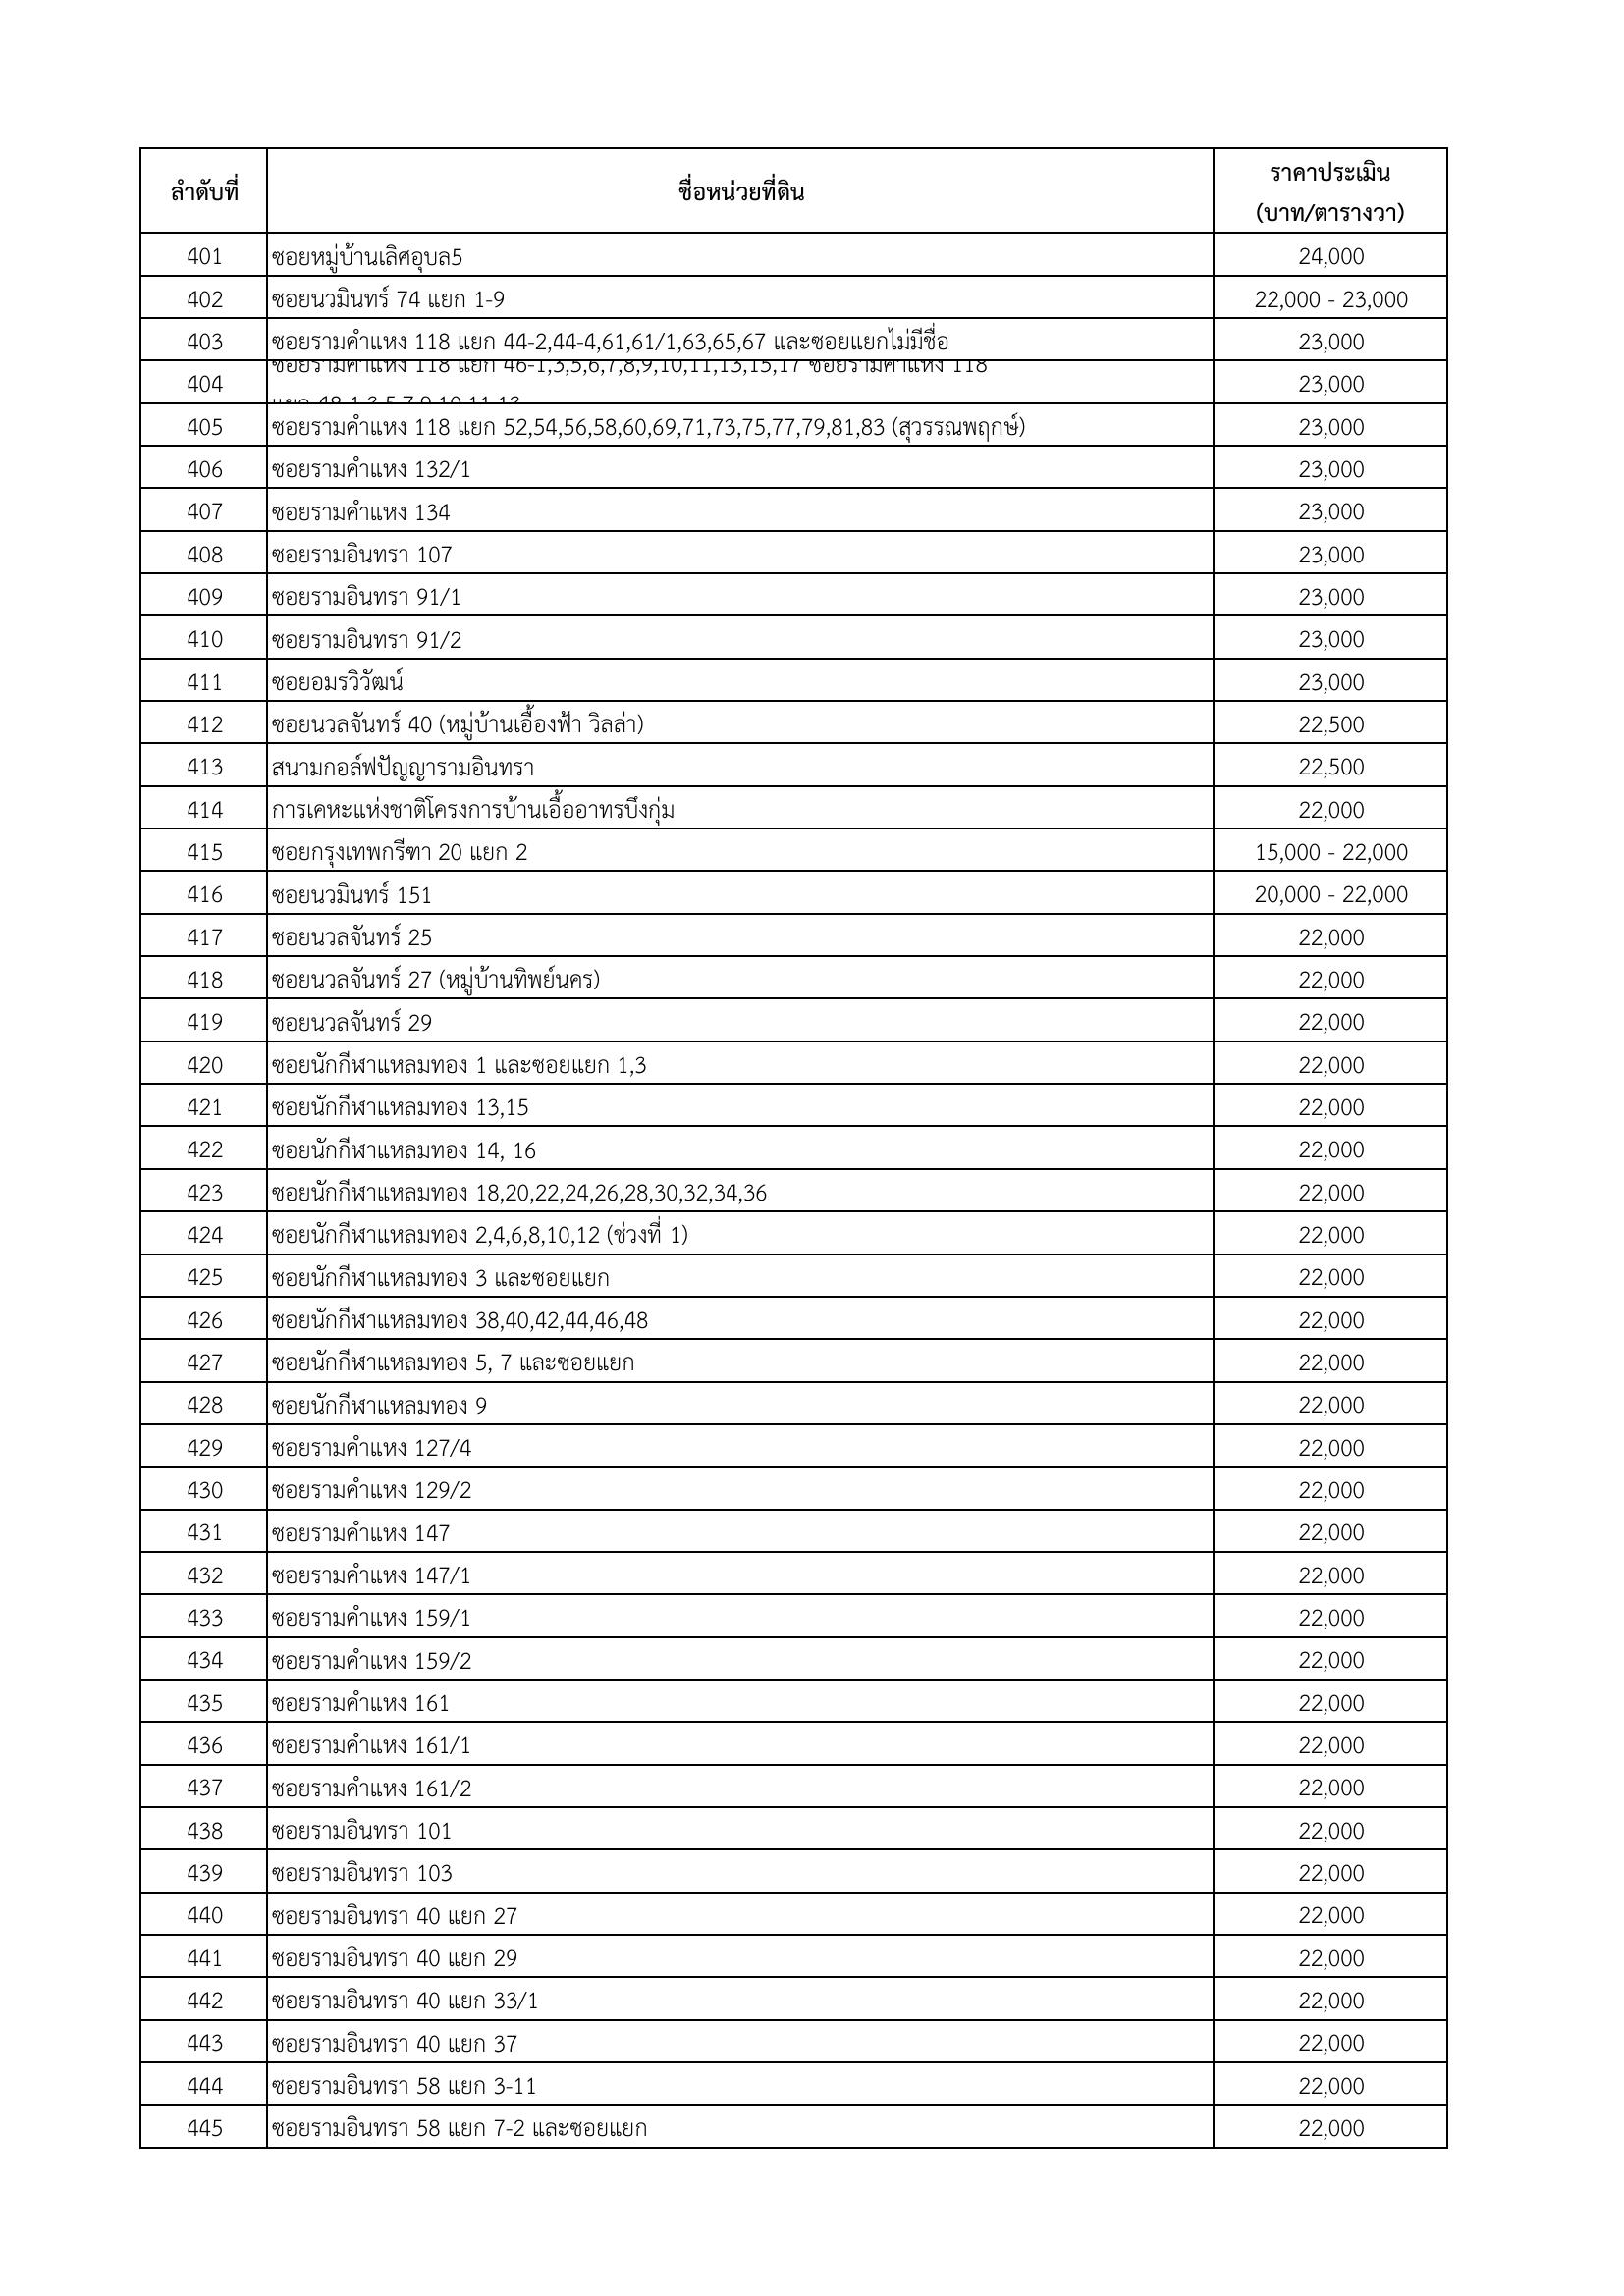 ลำดับที่ ชื่อหน่วยที่ดิน ราคาประเมิน
(บาท/ตารางวา)
401 ซอยหมู่บ้านเลิศอุบล5 24,000
402 ซอยนวมินทร์ 74 แยก 1-9 22,000 - 23,000
403 ซอยรามคำแหง 118 แยก 44-2,44-4,61,61/1,63,65,67 และซอยแยกไม่มีชื่อ 23,000
404 ซอยรามคำแหง 118 แยก 46-1,3,5,6,7,8,9,10,11,13,15,17 ซอยรามคำแหง 118 23,000
แยก 48-1,3,5,7,9,10,11,13
405 ซอยรามคำแหง 118 แยก 52,54,56,58,60,69,71,73,75,77,79,81,83 (สุวรรณพฤกษ์) 23,000
406 ซอยรามคำแหง 132/1 23,000
407 ซอยรามคำแหง 134 23,000
408 ซอยรามอินทรา 107 23,000
409 ซอยรามอินทรา 91/1 23,000
410 ซอยรามอินทรา 91/2 23,000
411 ซอยอมรวิวัฒน์ 23,000
412 ซอยนวลจันทร์ 40 (หมู่บ้านเอื้องฟ้า วิลล่า) 22,500
413 สนามกอล์ฟปัญญารามอินทรา 22,500
414 การเคหะแห่งชาติโครงการบ้านเอื้ออาทรบึงกุ่ม 22,000
415 ซอยกรุงเทพกรีฑา 20 แยก 2 15,000 - 22,000
416 ซอยนวมินทร์ 151 20,000 - 22,000
417 ซอยนวลจันทร์ 25 22,000
418 ซอยนวลจันทร์ 27 (หมู่บ้านทิพย์นคร) 22,000
419 ซอยนวลจันทร์ 29 22,000
420 ซอยนักกีฬาแหลมทอง 1 และซอยแยก 1,3 22,000
421 ซอยนักกีฬาแหลมทอง 13,15 22,000
422 ซอยนักกีฬาแหลมทอง 14, 16 22,000
423 ซอยนักกีฬาแหลมทอง 18,20,22,24,26,28,30,32,34,36 22,000
424 ซอยนักกีฬาแหลมทอง 2,4,6,8,10,12 (ช่วงที่ 1) 22,000
425 ซอยนักกีฬาแหลมทอง 3 และซอยแยก 22,000
426 ซอยนักกีฬาแหลมทอง 38,40,42,44,46,48 22,000
427 ซอยนักกีฬาแหลมทอง 5, 7 และซอยแยก 22,000
428 ซอยนักกีฬาแหลมทอง 9 22,000
429 ซอยรามคำแหง 127/4 22,000
430 ซอยรามคำแหง 129/2 22,000
431 ซอยรามคำแหง 147 22,000
432 ซอยรามคำแหง 147/1 22,000
433 ซอยรามคำแหง 159/1 22,000
434 ซอยรามคำแหง 159/2 22,000
435 ซอยรามคำแหง 161 22,000
436 ซอยรามคำแหง 161/1 22,000
437 ซอยรามคำแหง 161/2 22,000
438 ซอยรามอินทรา 101 22,000
439 ซอยรามอินทรา 103 22,000
440 ซอยรามอินทรา 40 แยก 27 22,000
441 ซอยรามอินทรา 40 แยก 29 22,000
442 ซอยรามอินทรา 40 แยก 33/1 22,000
443 ซอยรามอินทรา 40 แยก 37 22,000
444 ซอยรามอินทรา 58 แยก 3-11 22,000
445 ซอยรามอินทรา 58 แยก 7-2 และซอยแยก 22,000